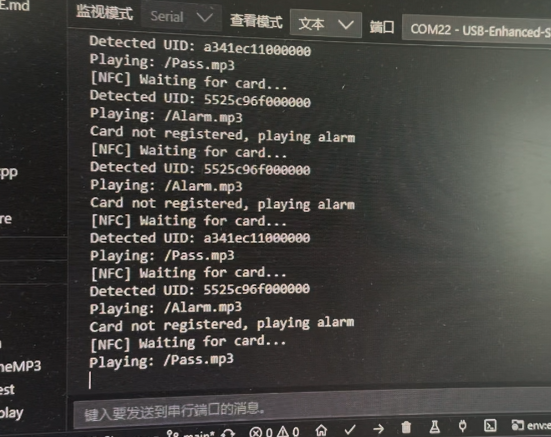 E.md
监视模式 Serial 查看模式 文本 端口 COM22 - USB-Enhanced-S
Detected UID: a341ec11000000
Playing: /Pass.mp3
[NFC] Waiting for card...
Detected UID: 5525c96f000000
Playing: /Alarm.mp3
Card not registered, playing alarm
[NFC] Waiting for card...
Detected UID: 5525c96f000000
Playing: /Alarm.mp3
Card not registered, playing alarm
[NFC] Waiting for card...
Detected UID: a341ec11000000
Playing: /Pass.mp3
[NFC] Waiting for card...
Detected UID: 5525c96f000000
Playing: /Alarm.mp3
Card not registered, playing alarm
[NFC] Waiting for card...
Playing: /Pass.mp3
pp
re
neMP3
est
play
键入要发送到串行端口的消息。
main* 0 0 env:e